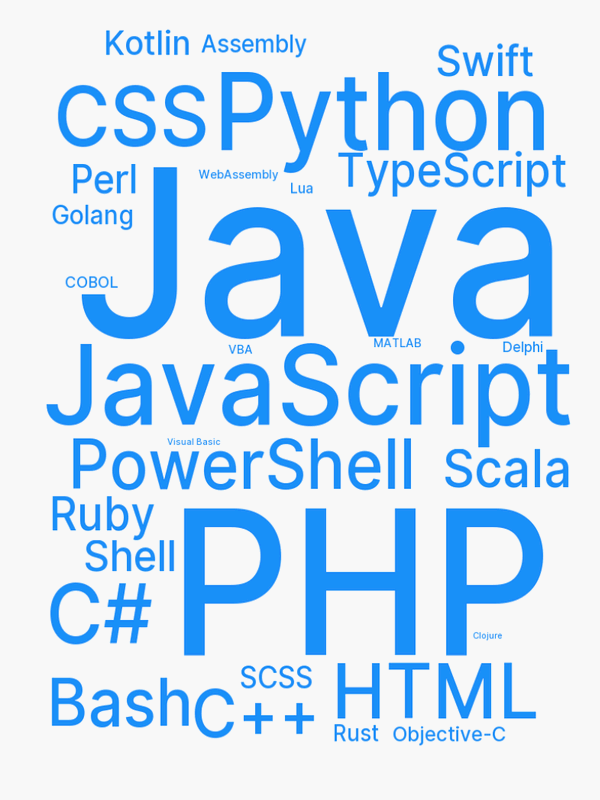 Kotlin
Assembly
Swift
CSS
Python
TypeScript
Perl
WebAssembly
Lua
Golang
Java
COBOL
VBA
MATLAB
Delphi
JavaScript
Visual Basic
PowerShell
Scala
Ruby
Shell
PHP
C#
Clojure
SCSS
HTML
Bash
C++
Rust
Objective-C